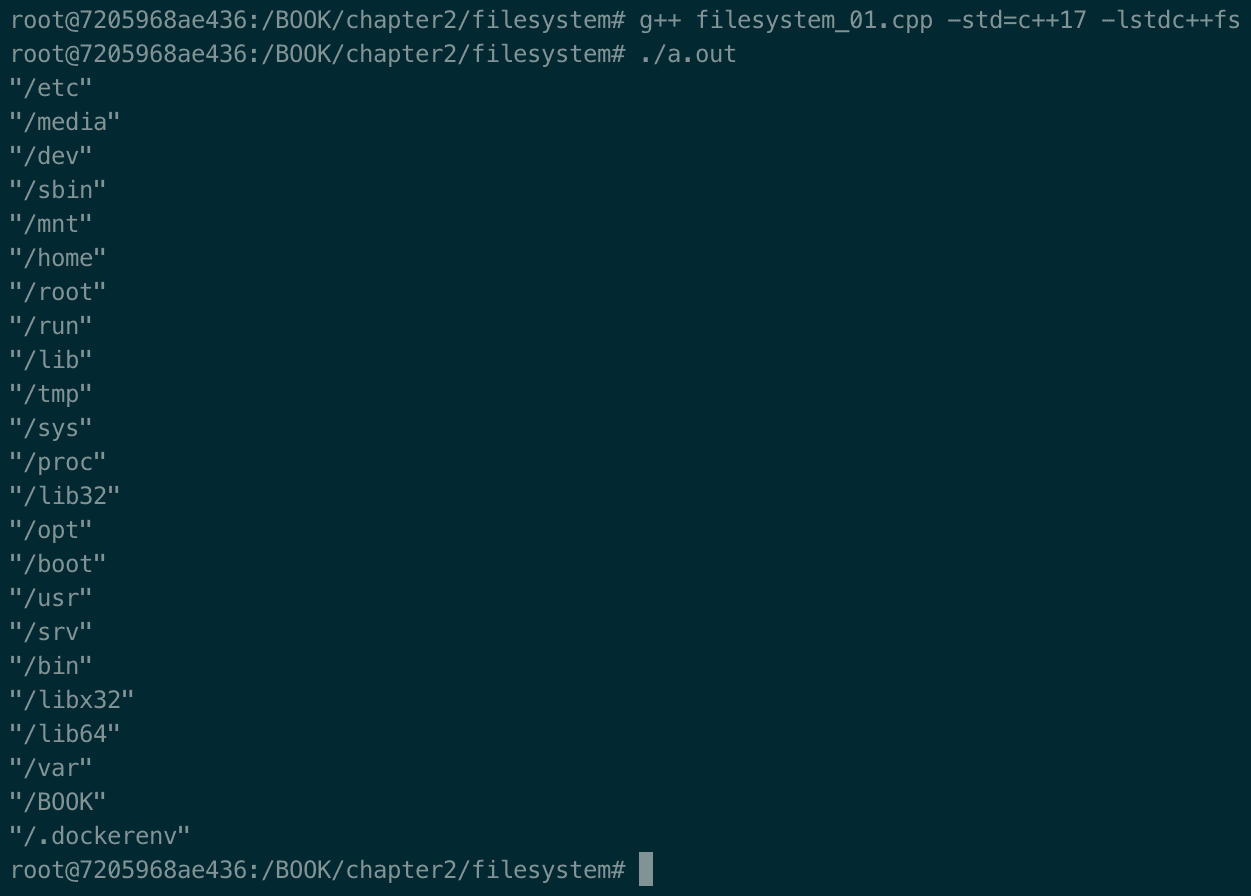 root@7205968ae436:/BOOK/chapter2/filesystem# g++ filesystem_01.cpp -std=c++17 -lstdc++fs
root@7205968ae436:/BOOK/chapter2/filesystem# ./a.out
"/etc"
"/media"
"/dev"
"/sbin"
"/mnt"
"/home"
"/root"
"/run"
"/lib"
"/tmp"
"/sys"
"/proc"
"/lib32"
"/opt"
"/boot"
"/usr"
"/srv"
"/bin"
"/libx32"
"/lib64"
"/var"
"/BOOK"
"/.dockerenv"
root@7205968ae436:/BOOK/chapter2/filesystem#